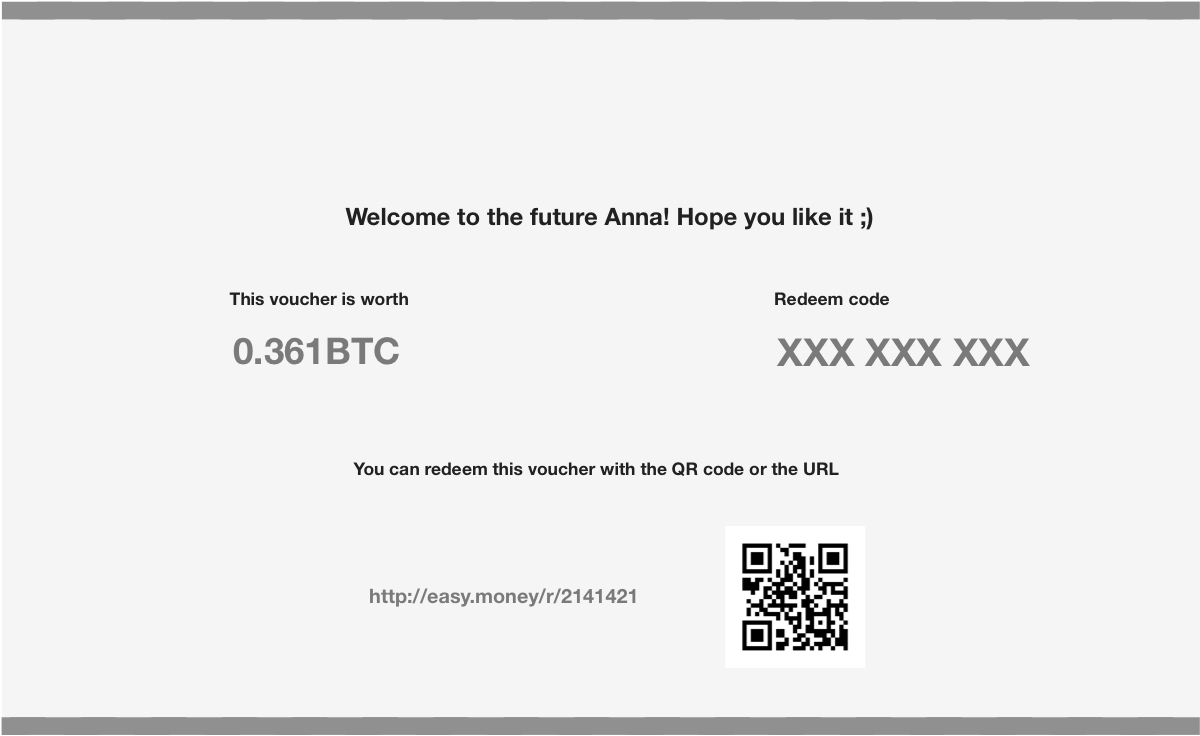 Welcome to the future Anna! Hope you like it ;)
This voucher is worth
0.361BTC
Redeem code
XXX XXX XXX
You can redeem this voucher with the QR code or the URL
http://easy.money/r/2141421